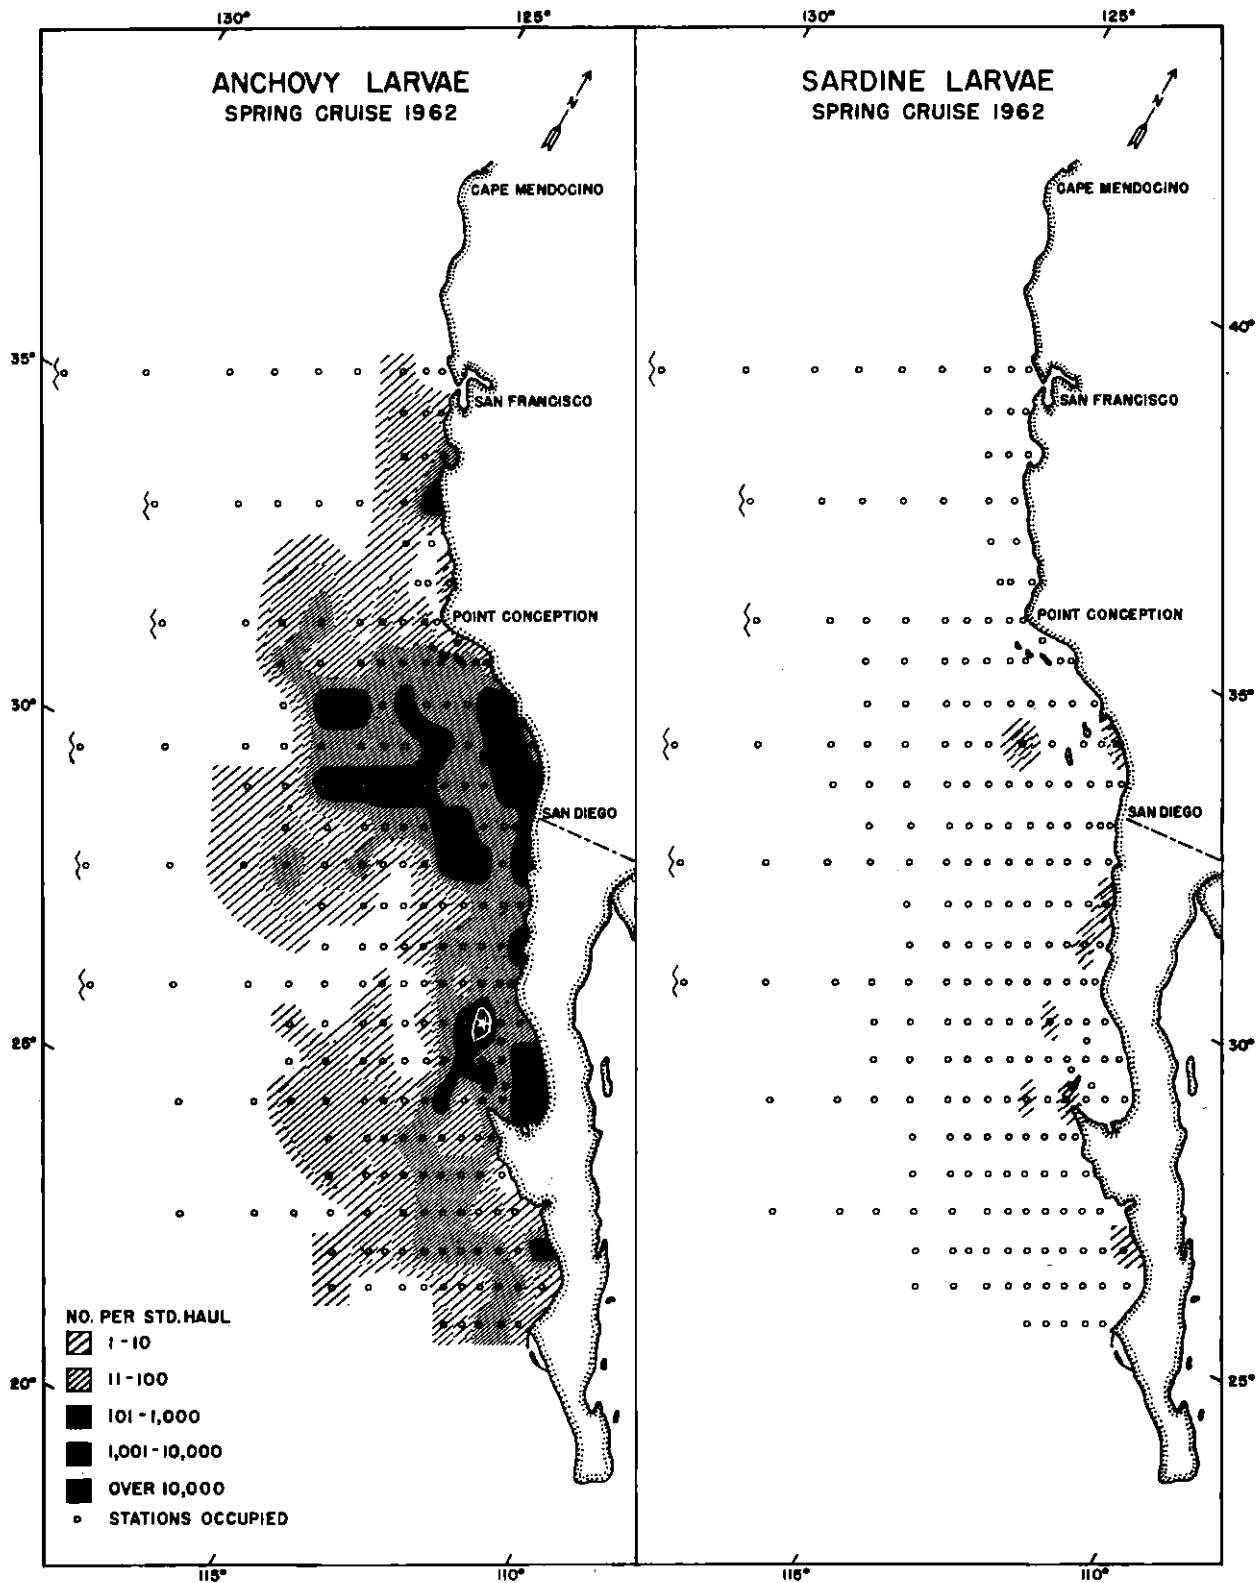 130°
125°
125°
ANCHOVY LARVAE
SPRING CRUISE 1962
N
CAPE MENDOCINO
35°
SAN FRANCISCO
POINT CONCEPTION
30°
SAN DIEGO
25°
NO. PER STD. HAUL
1-10
11-100
101-1,000
1,001-10,000
OVER 10,000
STATIONS OCCUPIED
20°
115°
110°
SARDINE LARVAE
SPRING CRUISE 1962
N
CAPE MENDOCINO
40°
SAN FRANCISCO
POINT CONCEPTION
35°
SAN DIEGO
30°
25°
115°
110°